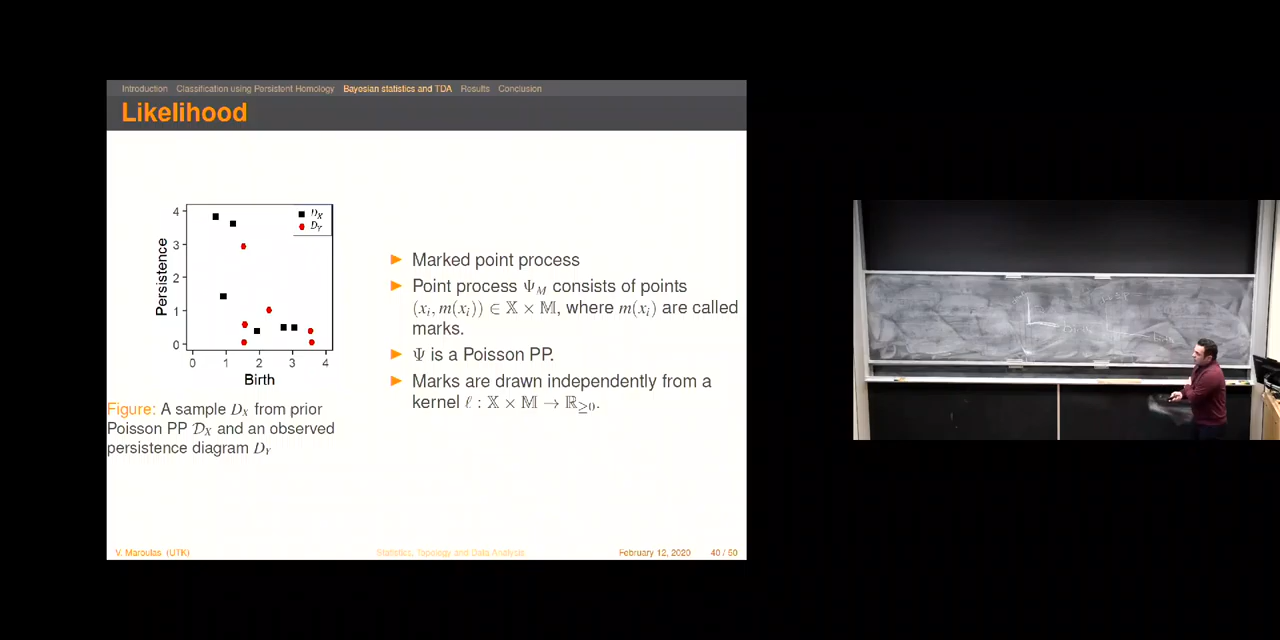 Introduction Classification using Persistent Homology Bayesian statistics and TDA Results Conclusion
Likelihood
4
3
2
1
0
0 1 2 3 4
Persistence
Birth
D_X
D_Y
Figure: A sample D_X from prior
Poisson PP 𝒟_X and an observed
persistence diagram D_Y
▶ Marked point process
▶ Point process Ψ_M consists of points
(x_i, m(x_i)) ∈ 𝕏 × 𝕄, where m(x_i) are called
marks.
▶ Ψ is a Poisson PP.
▶ Marks are drawn independently from a
kernel ℓ : 𝕏 × 𝕄 → ℝ_≥0.
V. Maroulas (UTK)
Statistics, Topology and Data Analysis
February 12, 2020
40 / 50